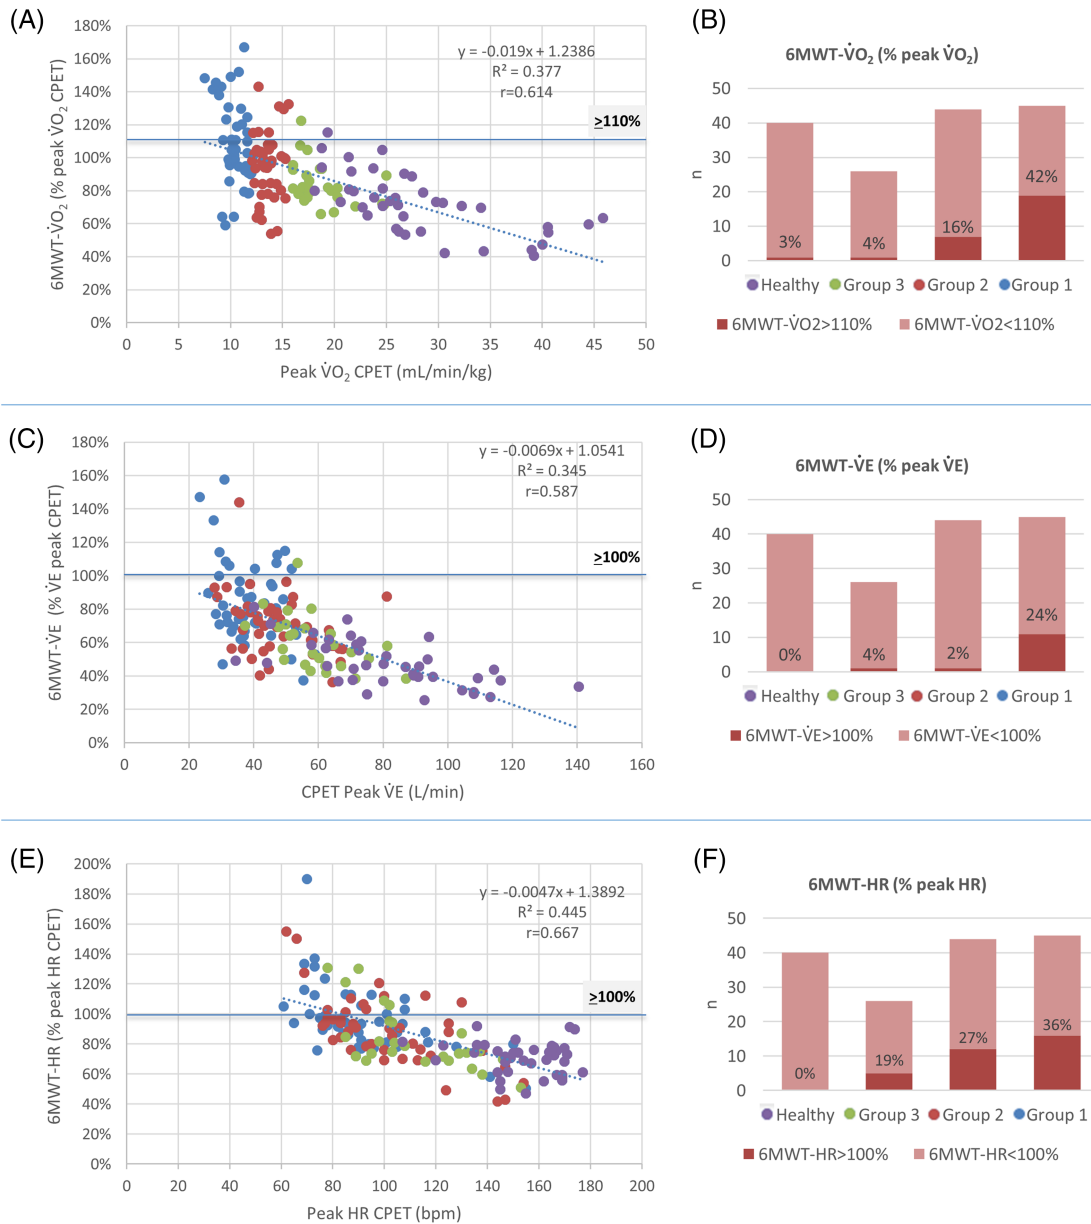 (A)
180%
160%
140%
120%
100%
80%
60%
40%
20%
0%
6MWT-V̇O₂ (% peak V̇O₂ CPET)
y = -0.019x + 1.2386
R² = 0.377
r=0.614
≥110%
0 5 10 15 20 25 30 35 40 45 50
Peak V̇O₂ CPET (mL/min/kg)
(B)
6MWT-V̇O₂ (% peak V̇O₂)
50
40
30
20
10
0
n
3% 4% 16% 42%
Healthy Group 3 Group 2 Group 1
6MWT-V̇O2>110% 6MWT-V̇O2<110%
(C)
180%
160%
140%
120%
100%
80%
60%
40%
20%
0%
6MWT-V̇E (% V̇E peak CPET)
y = -0.0069x + 1.0541
R² = 0.345
r=0.587
≥100%
0 20 40 60 80 100 120 140 160
CPET Peak V̇E (L/min)
(D)
6MWT-V̇E (% peak V̇E)
50
40
30
20
10
0
n
0% 4% 2% 24%
Healthy Group 3 Group 2 Group 1
6MWT-V̇E>100% 6MWT-V̇E<100%
(E)
200%
180%
160%
140%
120%
100%
80%
60%
40%
20%
0%
6MWT-HR (% peak HR CPET)
y = -0.0047x + 1.3892
R² = 0.445
r=0.667
≥100%
0 20 40 60 80 100 120 140 160 180 200
Peak HR CPET (bpm)
(F)
6MWT-HR (% peak HR)
50
40
30
20
10
0
n
0% 19% 27% 36%
Healthy Group 3 Group 2 Group 1
6MWT-HR>100% 6MWT-HR<100%